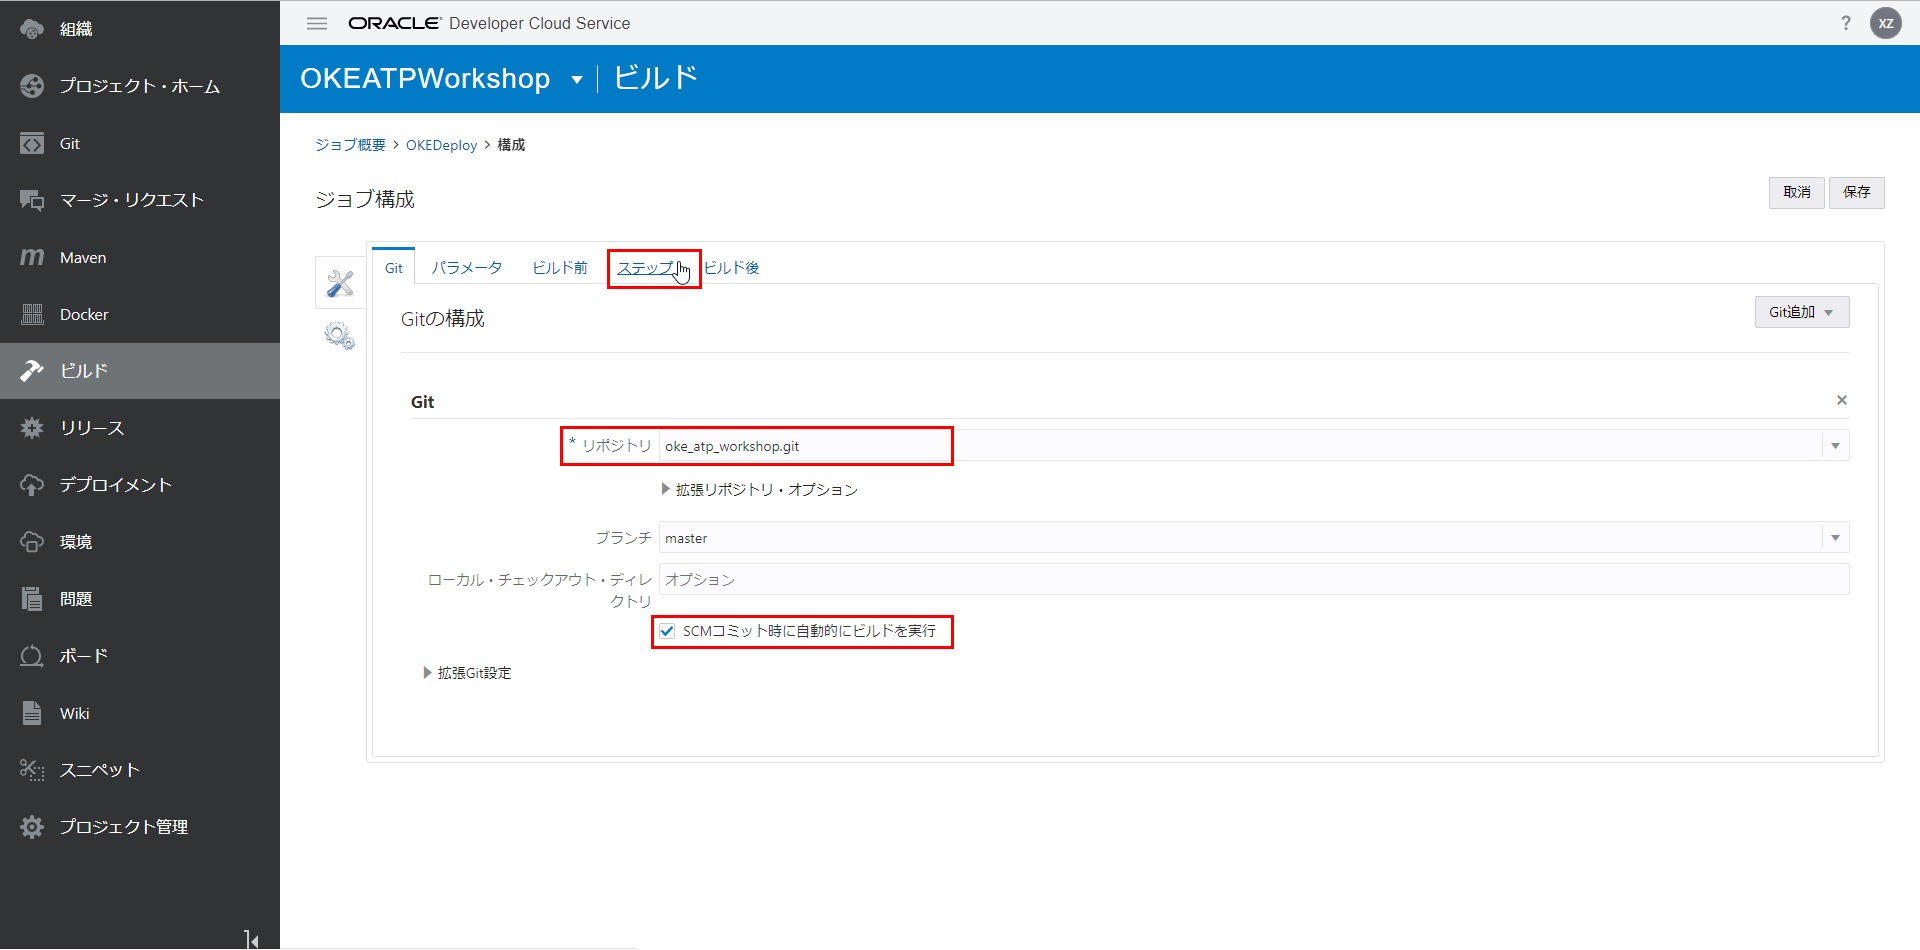 組織
プロジェクト・ホーム
Git
マージ・リクエスト
Maven
Docker
ビルド
リリース
デプロイメント
環境
問題
ボード
Wiki
スニペット
プロジェクト管理
ORACLE Developer Cloud Service
? XZ
OKEATPWorkshop ビルド
ジョブ概要 > OKEDeploy > 構成
ジョブ構成
取消 保存
Git パラメータ ビルド前 ステップ ビルド後
Gitの構成
Git追加
Git
* リポジトリ oke_atp_workshop.git
拡張リポジトリ・オプション
ブランチ master
ローカル・チェックアウト・ディレ オプション
クトリ
SCMコミット時に自動的にビルドを実行
拡張Git設定